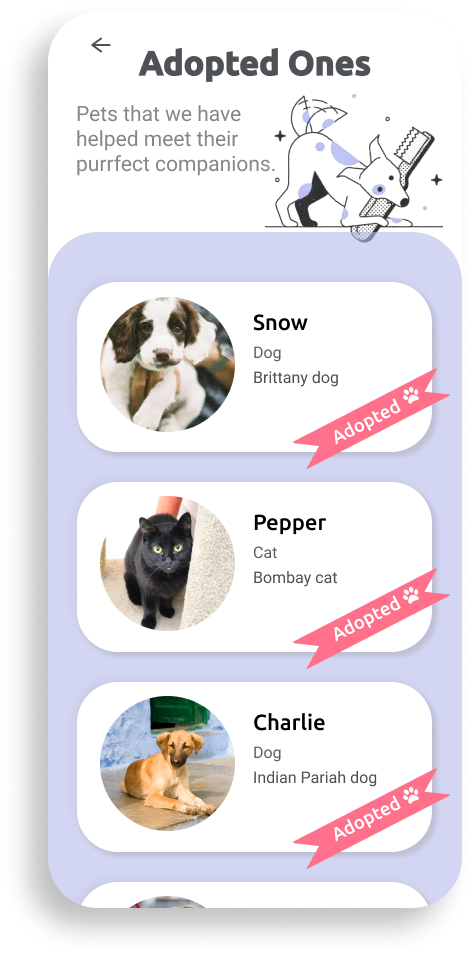 Adopted Ones
Pets that we have
helped meet their
purrfect companions.
Snow
Dog
Brittany dog
Adopted
Pepper
Cat
Bombay cat
Adopted
Charlie
Dog
Indian Pariah dog
Adopted